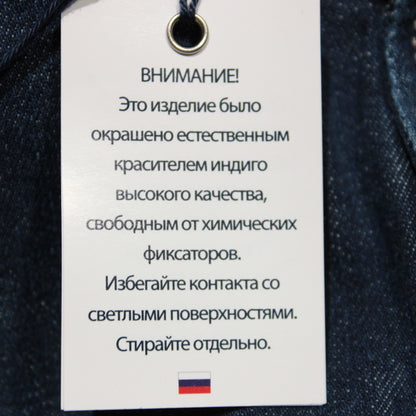 ВНИМАНИЕ!
Это изделие было
окрашено естественным
красителем индиго
высокого качества,
свободным от химических
фиксаторов.
Избегайте контакта со
светлыми поверхностями.
Стирайте отдельно.